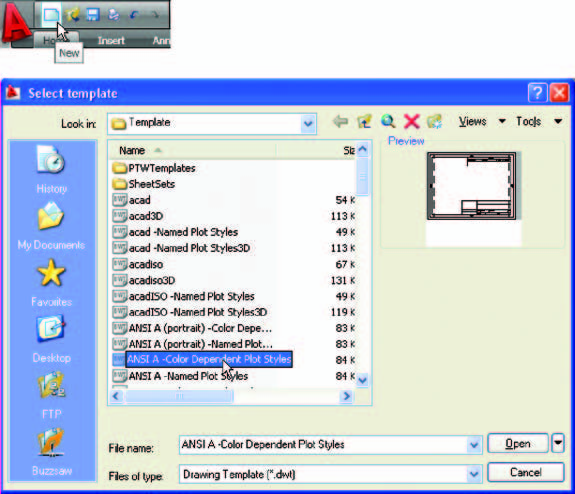 Home Insert Ann
New
Select template
Look in: Template Views Tools
Name Siz Preview
PTWTemplates
SheetSets
acad 54 K
acad3D 113 K
acad -Named Plot Styles 49 K
acad -Named Plot Styles3D 113 K
acadiso 67 K
acadiso3D 131 K
acadISO -Named Plot Styles 49 K
acadISO -Named Plot Styles3D 119 K
ANSI A (portrait) -Color Depe... 83 K
ANSI A (portrait) -Named Plot... 83 K
ANSI A -Color Dependent Plot Styles 84 K
ANSI A -Named Plot Styles 84 K
History
My Documents
Favorites
Desktop
FTP
Buzzsaw
File name: ANSI A -Color Dependent Plot Styles Open
Files of type: Drawing Template (*.dwt) Cancel